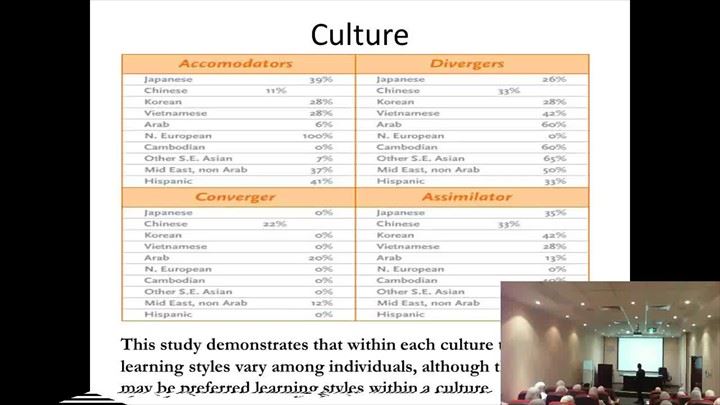 Culture
Accomodators
Japanese 39%
Chinese 11%
Korean 28%
Vietnamese 28%
Arab 6%
N. European 100%
Cambodian 0%
Other S.E. Asian 7%
Mid East, non Arab 37%
Hispanic 41%
Divergers
Japanese 26%
Chinese 33%
Korean 28%
Vietnamese 42%
Arab 60%
N. European 0%
Cambodian 60%
Other S.E. Asian 65%
Mid East, non Arab 50%
Hispanic 33%
Converger
Japanese 0%
Chinese 22%
Korean 0%
Vietnamese 0%
Arab 20%
N. European 0%
Cambodian 0%
Other S.E. Asian 0%
Mid East, non Arab 12%
Hispanic 0%
Assimilator
Japanese 35%
Chinese 33%
Korean 42%
Vietnamese 28%
Arab 13%
N. European 0%
Cambodian
Other S.E. Asian
Mid East, non Arab
Hispanic
This study demonstrates that within each culture
learning styles vary among individuals, although
may be preferred learning styles within a culture.